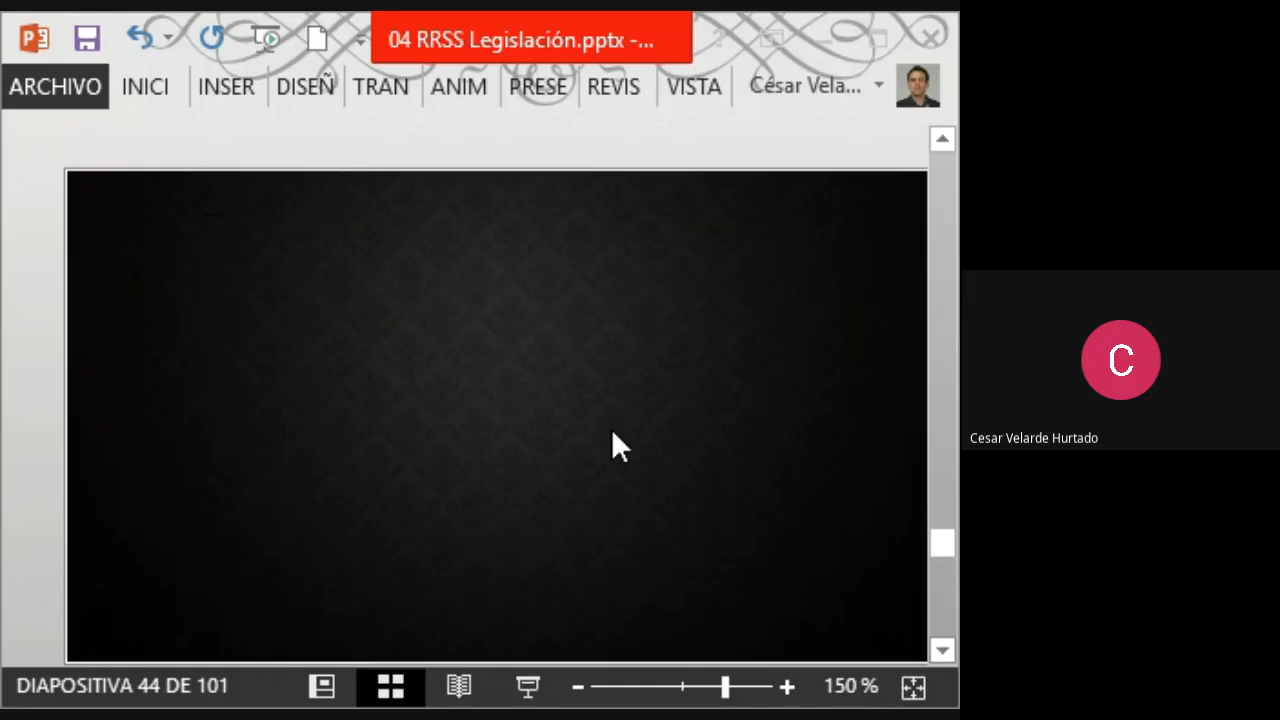 04 RRSS Legislación.pptx -...
ARCHIVO INICI INSER DISEÑ TRAN ANIM PRESE REVIS VISTA César Vela...
C
Cesar Velarde Hurtado
DIAPOSITIVA 44 DE 101 150 %